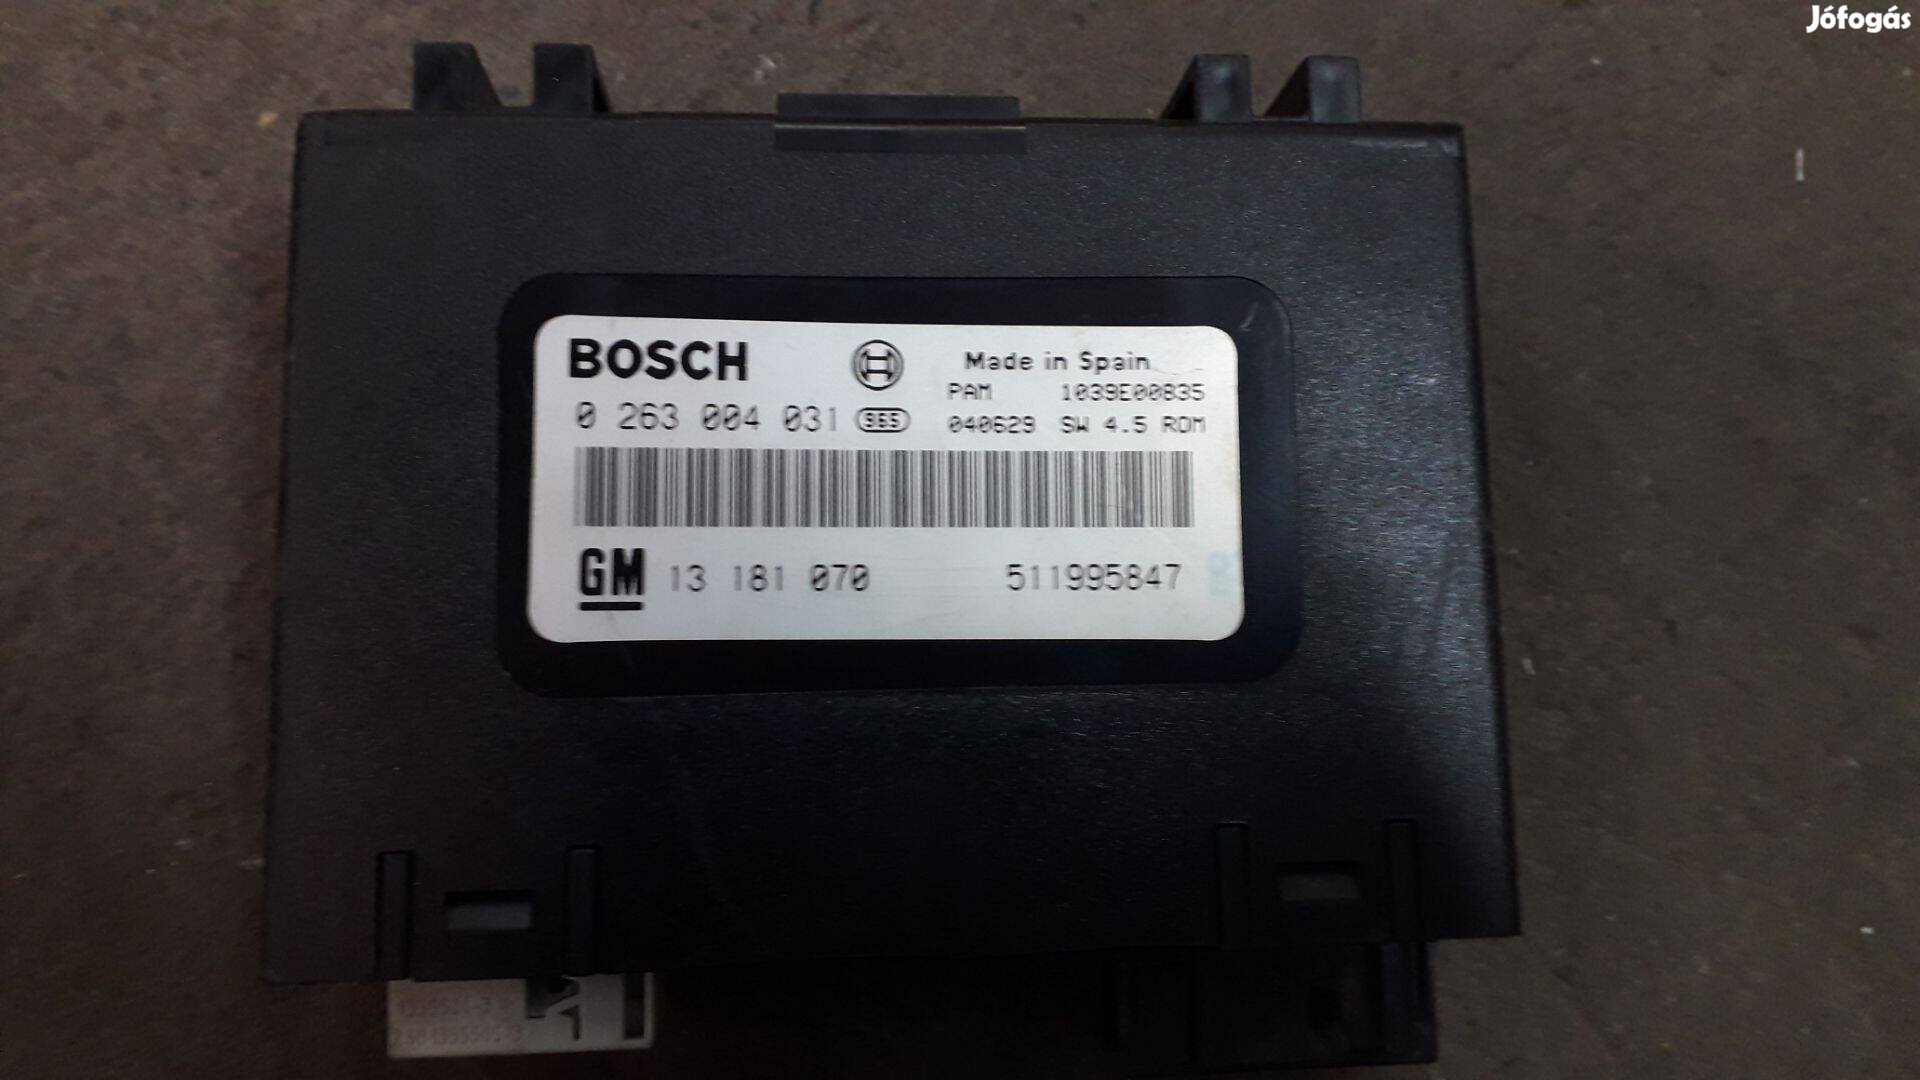 Jófogás
BOSCH
Made in Spain
PAM 1039E00835
0 263 004 031 965 040629 SW 4.5 ROM
GM 13 181 070 511995847